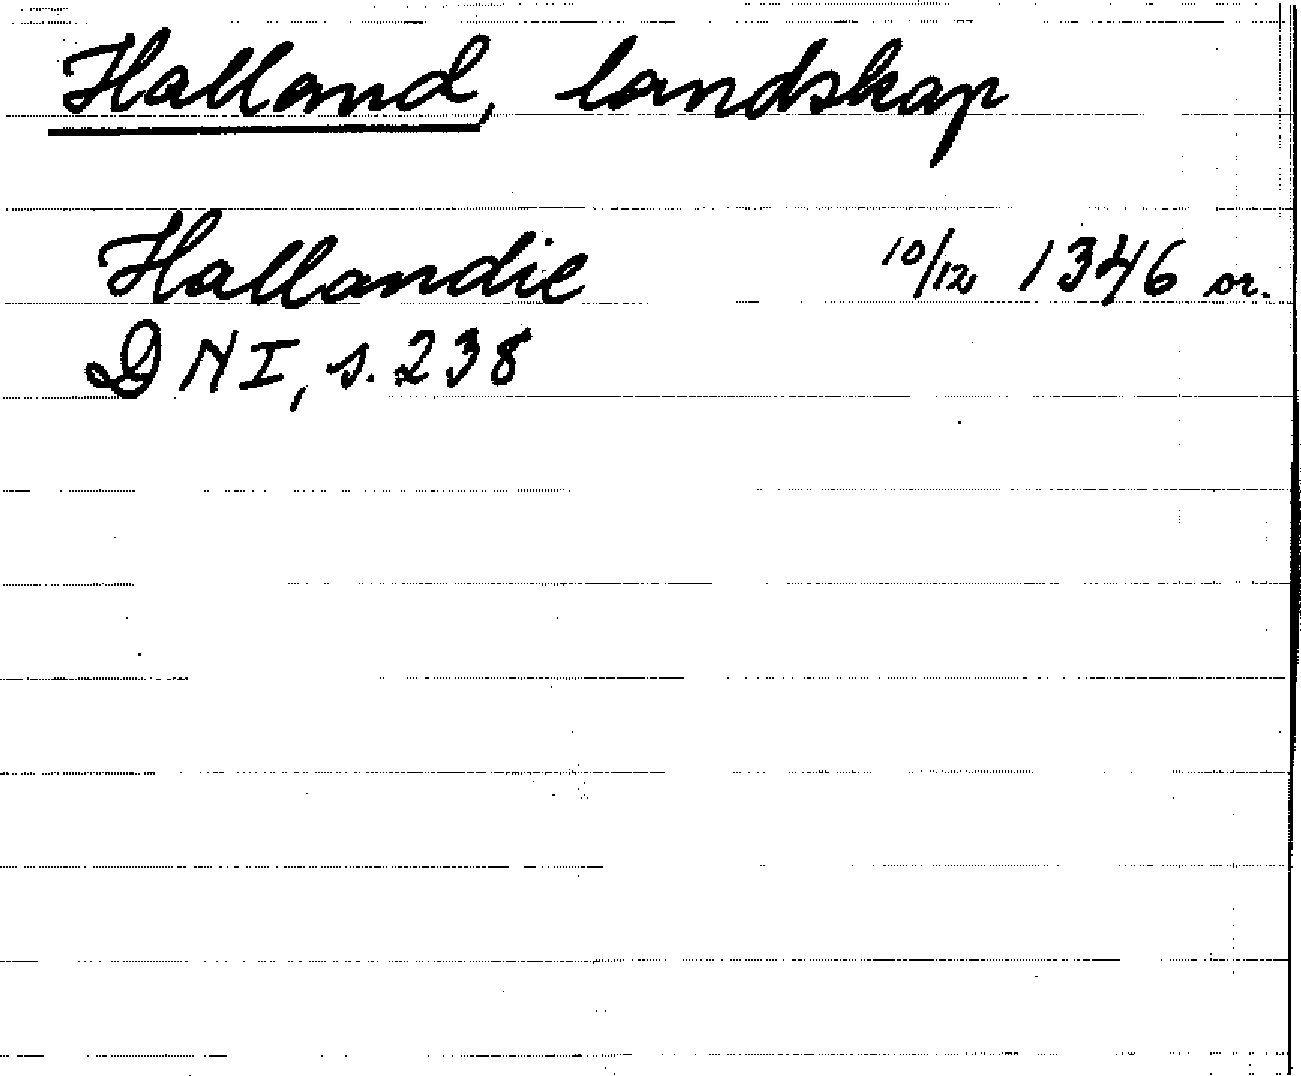 Halland, landskap
Hallandie 10/12 1346 or.
DN I, s. 238